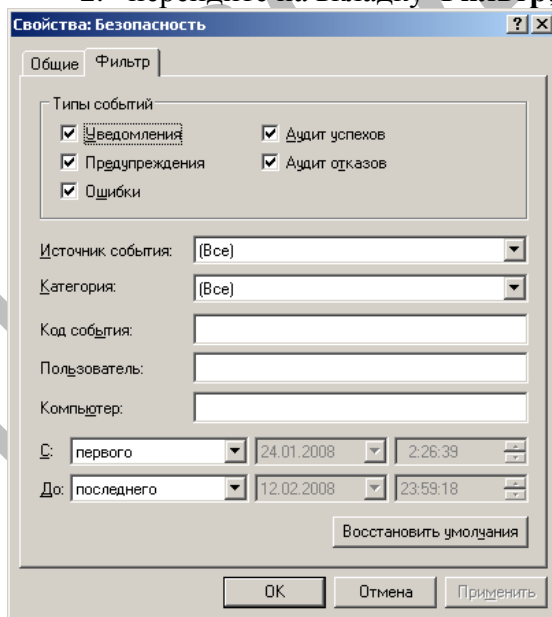 Свойства: Безопасность
Общие Фильтр
Типы событий
Уведомления Аудит успехов
Предупреждения Аудит отказов
Ошибки
Источник события: (Все)
Категория: (Все)
Код события:
Пользователь:
Компьютер:
С: первого 24.01.2008 2:26:39
До: последнего 12.02.2008 23:59:18
Восстановить умолчания
OK Отмена Применить